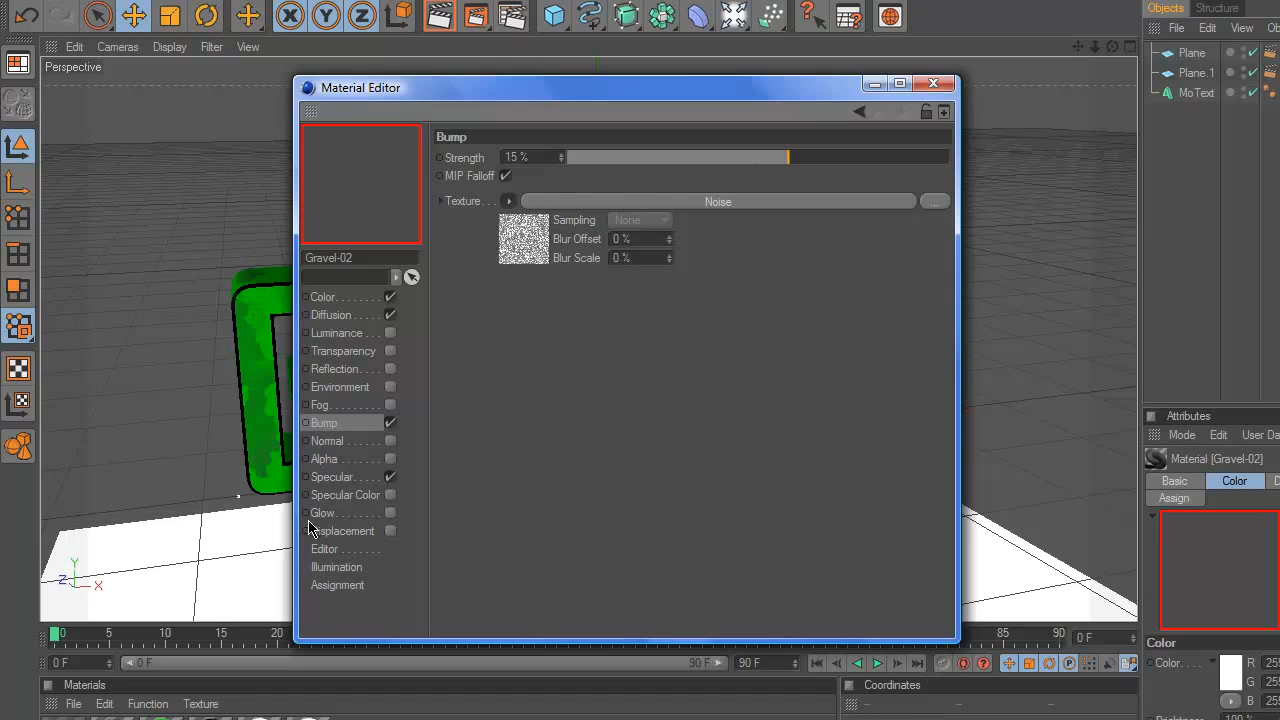 Objects Structure
File Edit View
Edit Cameras Display Filter View
Perspective
Plane
Plane.1
MoText
Material Editor
Bump
Strength 15 %
MIP Falloff
Texture. . . Noise ...
Sampling None
Blur Offset 0 %
Blur Scale 0 %
Gravel-02
Color. . . . . . . .
Diffusion . . . . .
Luminance . . .
Transparency
Reflection. . . .
Environment
Fog. . . . . . . . .
Bump
Normal . . . . . .
Alpha . . . . . . .
Specular. . . . .
Specular Color
Glow. . . . . . . .
Editor . . . . . . .
Illumination
Assignment
Attributes
Mode Edit User Da
Material [Gravel-02]
Basic Color
Assign
Color
Color. . . . R 255
G 255
B 255
Y
Z X
0 5 10 15 20 85 90 0 F
0 F 0 F 90 F 90 F
Materials
File Edit Function Texture
Coordinates
-- -- --